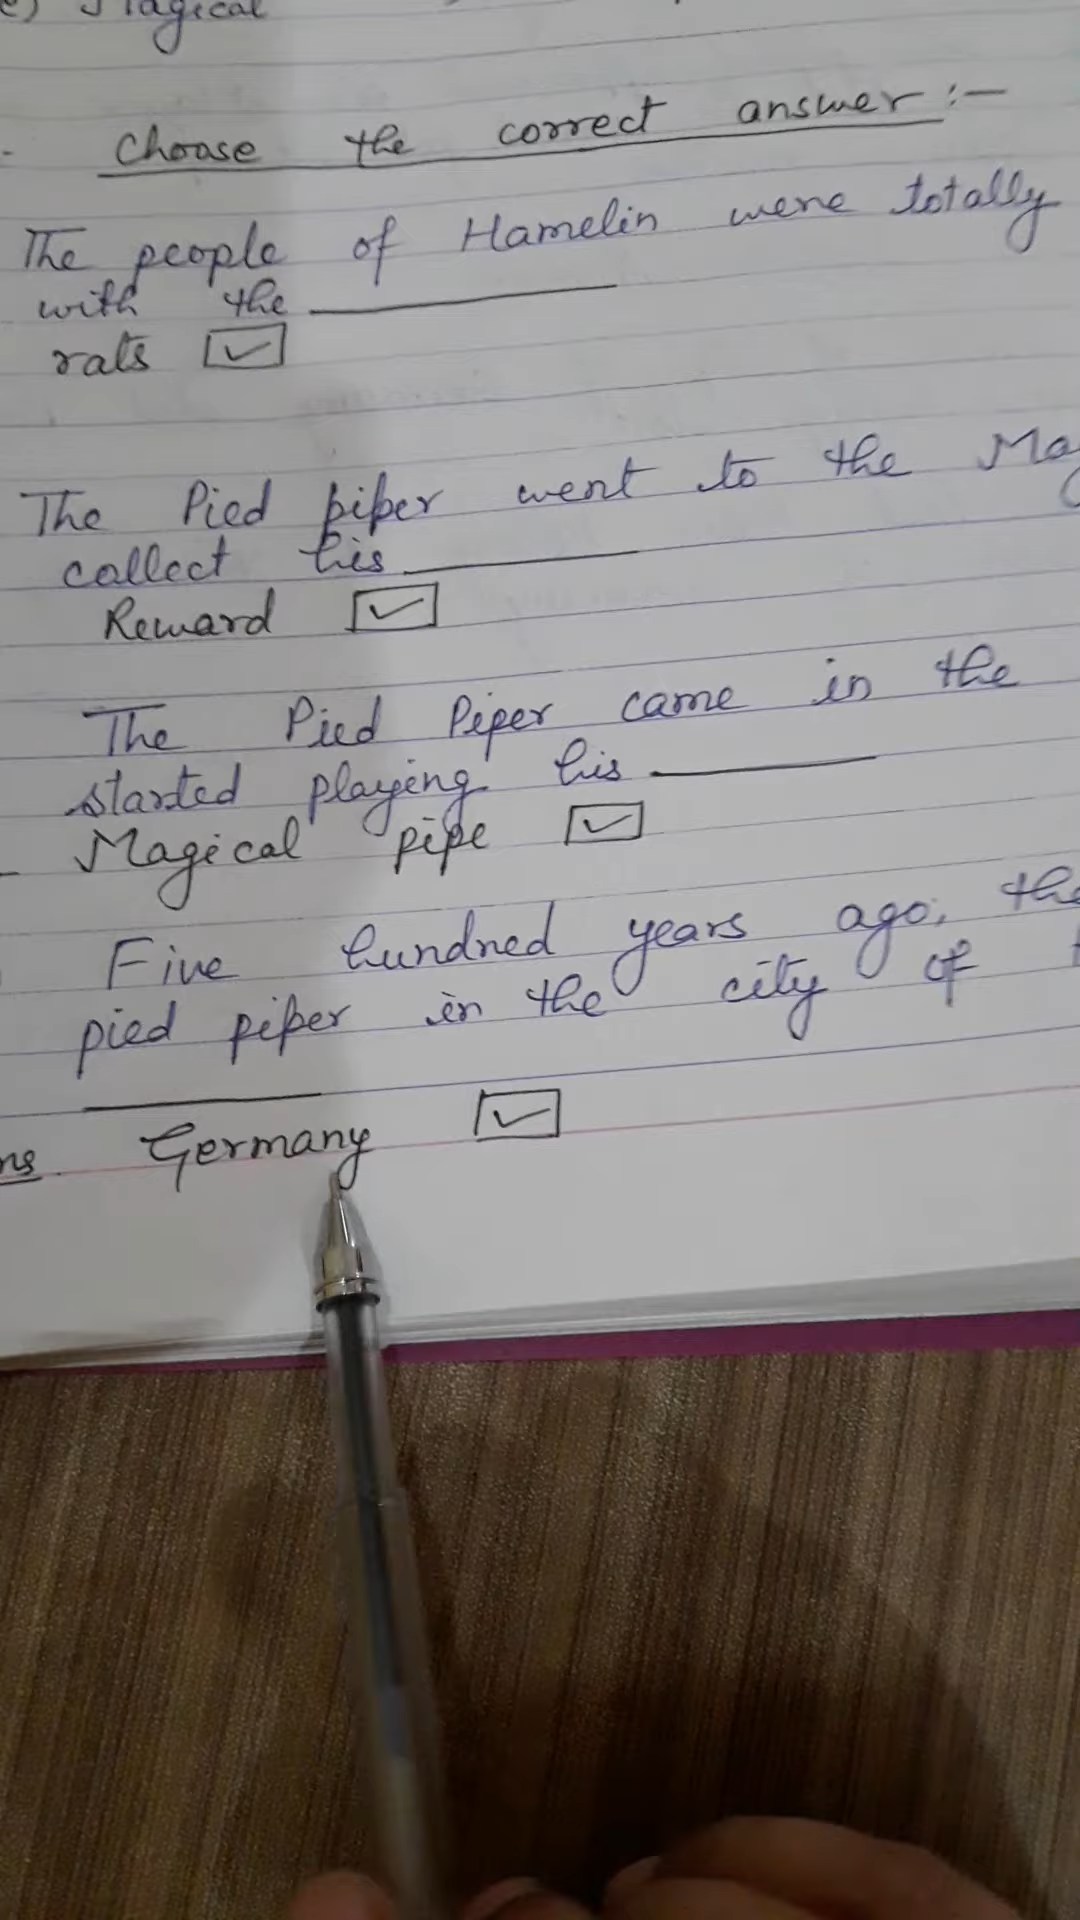 c) Magical
Choose the correct answer :-
The people of Hamelin were totally
with the
rats
The Pied piper went to the
collect his
Reward
The Pied Piper came in the
started playing his
Magical pipe
Five hundred years ago, the
pied piper in the city of
Germany